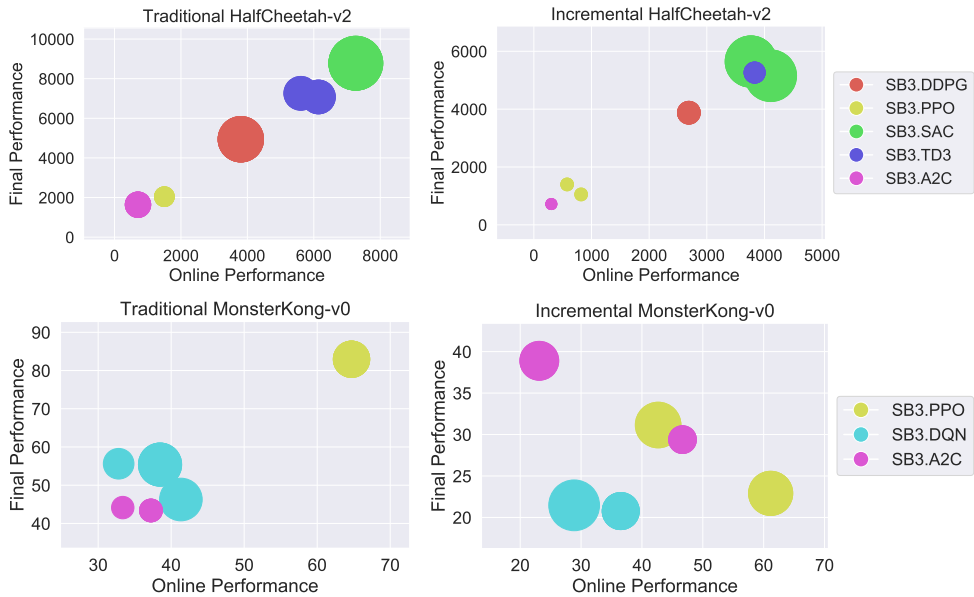 Traditional HalfCheetah-v2
Final Performance
10000
8000
6000
4000
2000
0
0 2000 4000 6000 8000
Online Performance
Incremental HalfCheetah-v2
Final Performance
6000
4000
2000
0
0 1000 2000 3000 4000 5000
Online Performance
SB3.DDPG
SB3.PPO
SB3.SAC
SB3.TD3
SB3.A2C
Traditional MonsterKong-v0
Final Performance
90
80
70
60
50
40
30 40 50 60 70
Online Performance
Incremental MonsterKong-v0
Final Performance
40
35
30
25
20
20 30 40 50 60 70
Online Performance
SB3.PPO
SB3.DQN
SB3.A2C